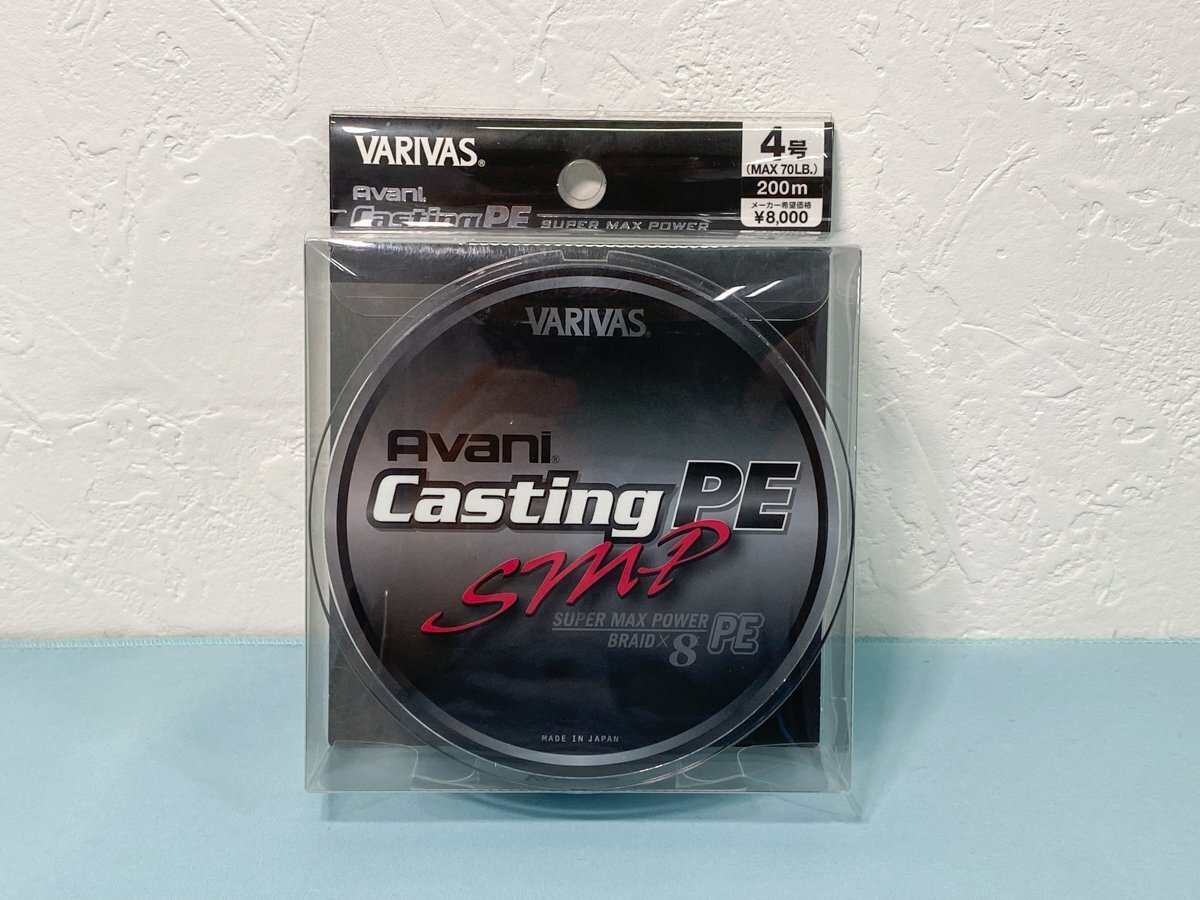 VARIVAS®
Avani
Casting PE SUPER MAX POWER
4号
(MAX 70LB.)
200m
メーカー希望価格
¥8,000
VARIVAS®
Avani®
Casting PE
SMP
SUPER MAX POWER
BRAID×8 PE
MADE IN JAPAN